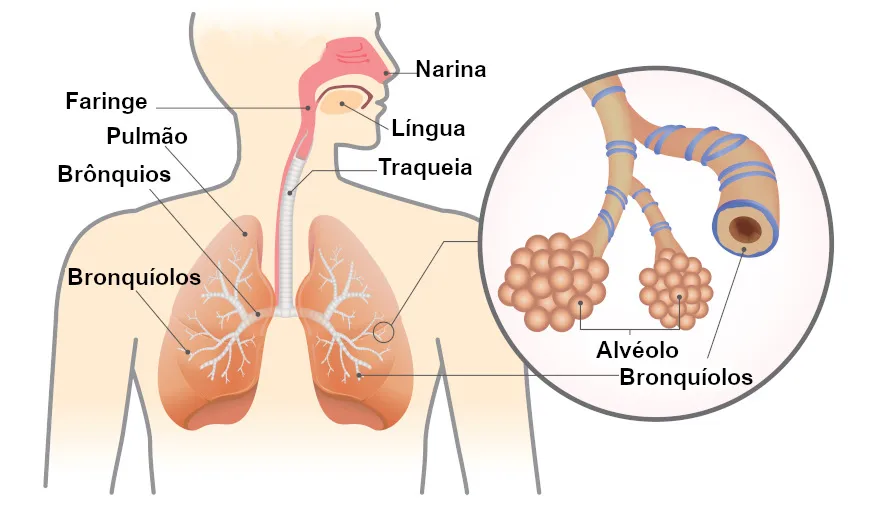 Narina
Faringe
Língua
Pulmão
Traqueia
Brônquios
Bronquíolos
Alvéolo
Bronquíolos